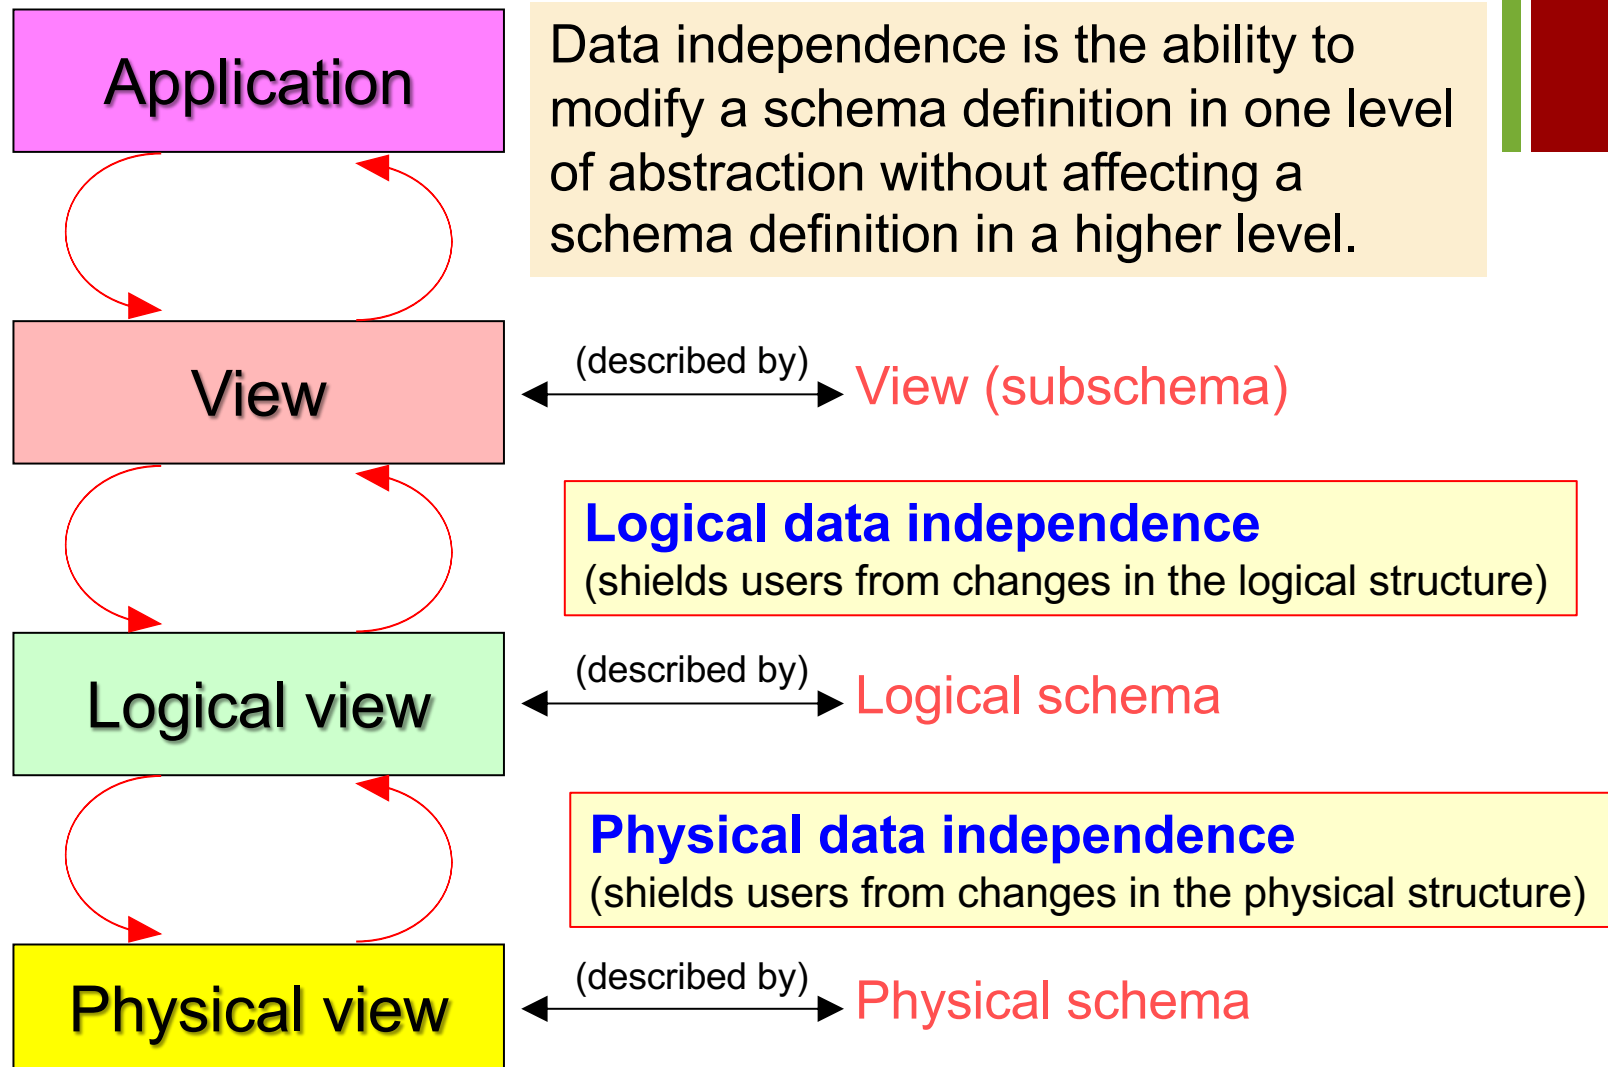 Application
Data independence is the ability to
modify a schema definition in one level
of abstraction without affecting a
schema definition in a higher level.
View
(described by)
View (subschema)
Logical data independence
(shields users from changes in the logical structure)
Logical view
(described by)
Logical schema
Physical data independence
(shields users from changes in the physical structure)
Physical view
(described by)
Physical schema